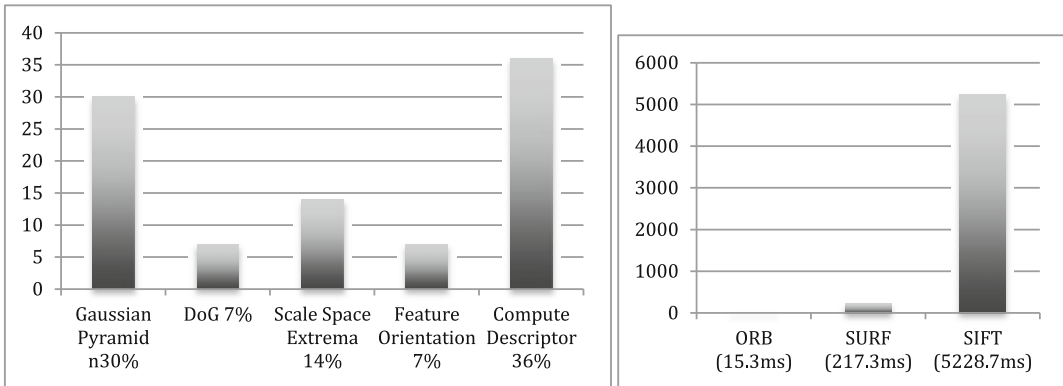 40
35
30
25
20
15
10
5
0
Gaussian
Pyramid
n30%
DoG 7%
Scale Space
Extrema
14%
Feature
Orientation
7%
Compute
Descriptor
36%
6000
5000
4000
3000
2000
1000
0
ORB
(15.3ms)
SURF
(217.3ms)
SIFT
(5228.7ms)